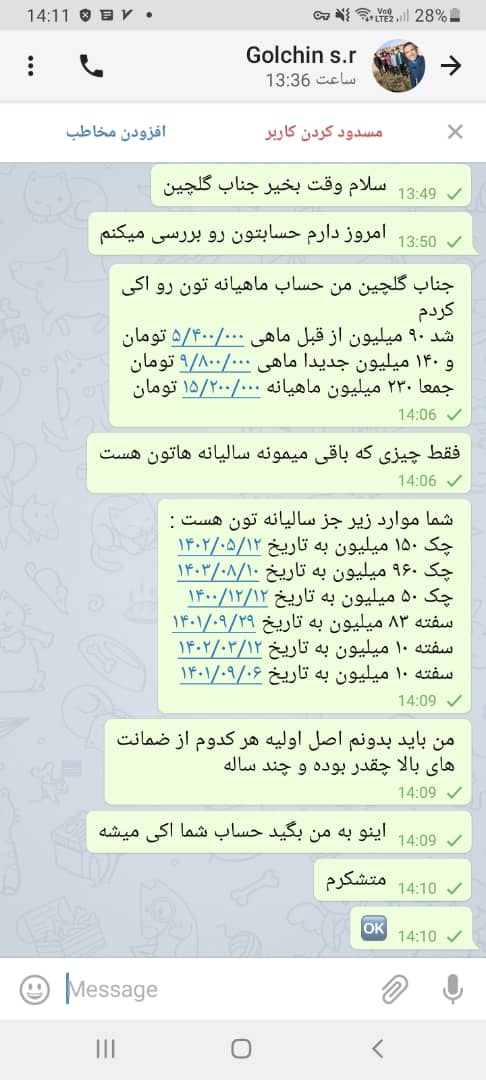 14:11
28%
Golchin s.r
ساعت 13:36
مسدود کردن کاربر
افزودن مخاطب
سلام وقت بخیر جناب گلچین
13:49
امروز دارم حسابتون رو بررسی میکنم
13:50
جناب گلچین من حساب ماهیانه تون رو اکی
کردم
شد ۹۰ میلیون از قبل ماهی ۵/۴۰۰/۰۰۰ تومان
و ۱۴۰ میلیون جدیدا ماهی ۹/۸۰۰/۰۰۰ تومان
جمعا ۲۳۰ میلیون ماهیانه ۱۵/۲۰۰/۰۰۰ تومان
14:06
فقط چیزی که باقی میمونه سالیانه هاتون هست
14:06
شما موارد زیر جز سالیانه تون هست :
چک ۱۵۰ میلیون به تاریخ ۱۴۰۲/۰۵/۱۲
چک ۹۶۰ میلیون به تاریخ ۱۴۰۳/۰۸/۱۰
چک ۵۰ میلیون به تاریخ ۱۴۰۰/۱۲/۱۲
سفته ۸۳ میلیون به تاریخ ۱۴۰۱/۰۹/۲۹
سفته ۱۰ میلیون به تاریخ ۱۴۰۲/۰۳/۱۲
سفته ۱۰ میلیون به تاریخ ۱۴۰۱/۰۹/۰۶
14:09
من باید بدونم اصل اولیه هر کدوم از ضمانت
های بالا چقدر بوده و چند ساله
14:09
اینو به من بگید حساب شما اکی میشه
14:09
متشکرم
14:10
OK
14:10
Message